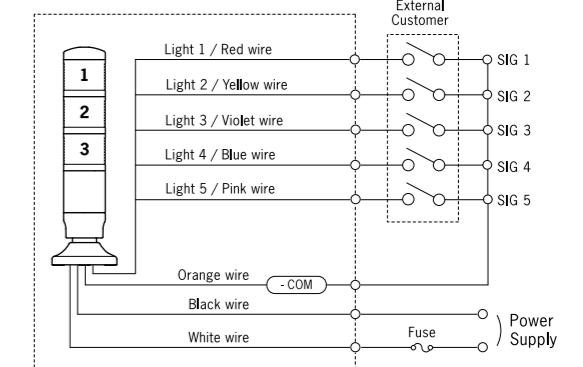 External
Customer
Light 1 / Red wire
SIG 1
1
Light 2 / Yellow wire
SIG 2
2
Light 3 / Violet wire
SIG 3
3
Light 4 / Blue wire
SIG 4
Light 5 / Pink wire
SIG 5
Orange wire
- COM
Black wire
Power
Supply
White wire
Fuse